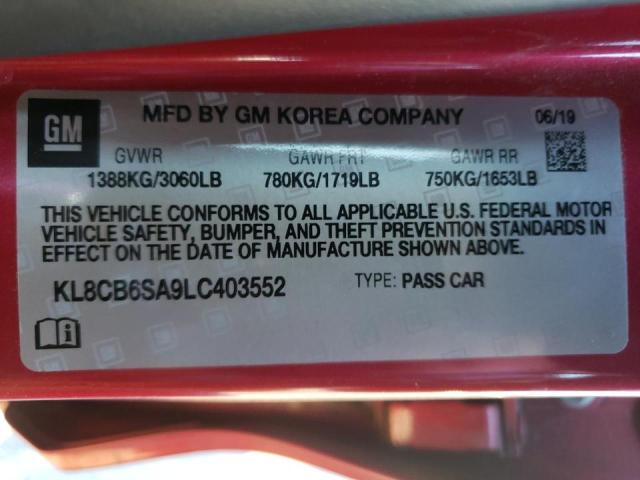 GM
MFD BY GM KOREA COMPANY
06/19
GVWR GAWR FRT GAWR RR
1388KG/3060LB 780KG/1719LB 750KG/1653LB
THIS VEHICLE CONFORMS TO ALL APPLICABLE U.S. FEDERAL MOTOR
VEHICLE SAFETY, BUMPER, AND THEFT PREVENTION STANDARDS IN
EFFECT ON THE DATE OF MANUFACTURE SHOWN ABOVE.
KL8CB6SA9LC403552 TYPE: PASS CAR